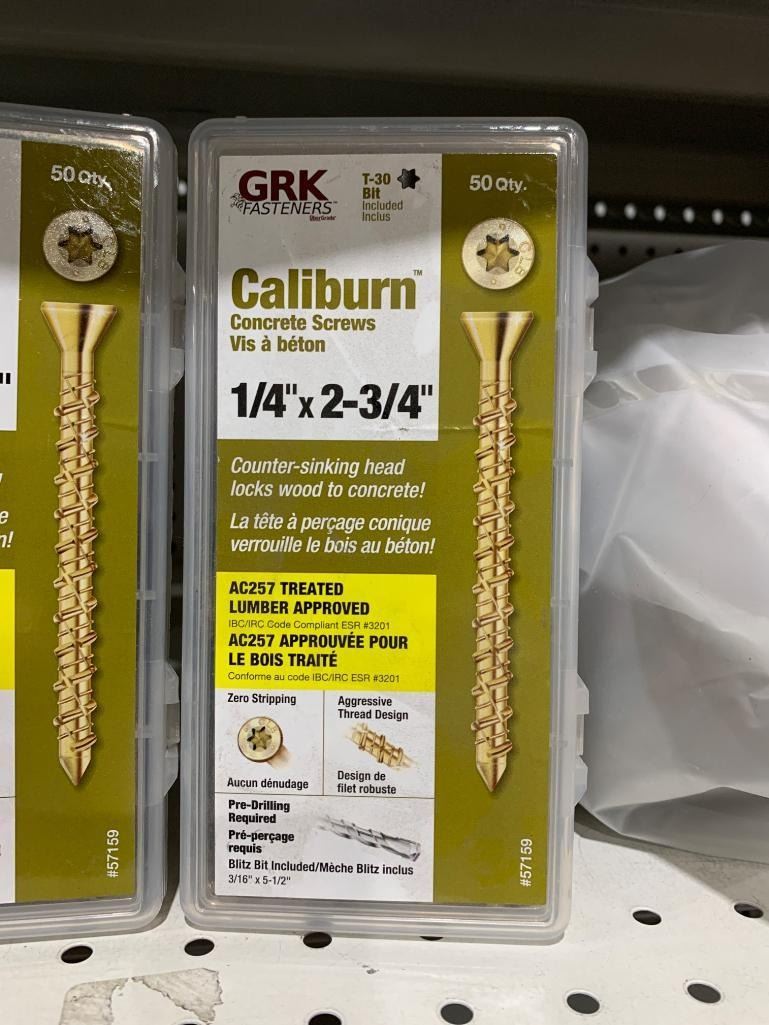 50 Qty.
"
n!
#57159
GRK
FASTENERS™
ÜberGrade
T-30
Bit
Included
Inclus
50 Qty.
Caliburn™
Concrete Screws
Vis à béton
1/4" x 2-3/4"
Counter-sinking head
locks wood to concrete!
La tête à perçage conique
verrouille le bois au béton!
AC257 TREATED
LUMBER APPROVED
IBC/IRC Code Compliant ESR #3201
AC257 APPROUVÉE POUR
LE BOIS TRAITÉ
Conforme au code IBC/IRC ESR #3201
Zero Stripping
Aucun dénudage
Aggressive
Thread Design
Design de
filet robuste
Pre-Drilling
Required
Pré-perçage
requis
Blitz Bit Included/Mèche Blitz inclus
3/16" x 5-1/2"
#57159